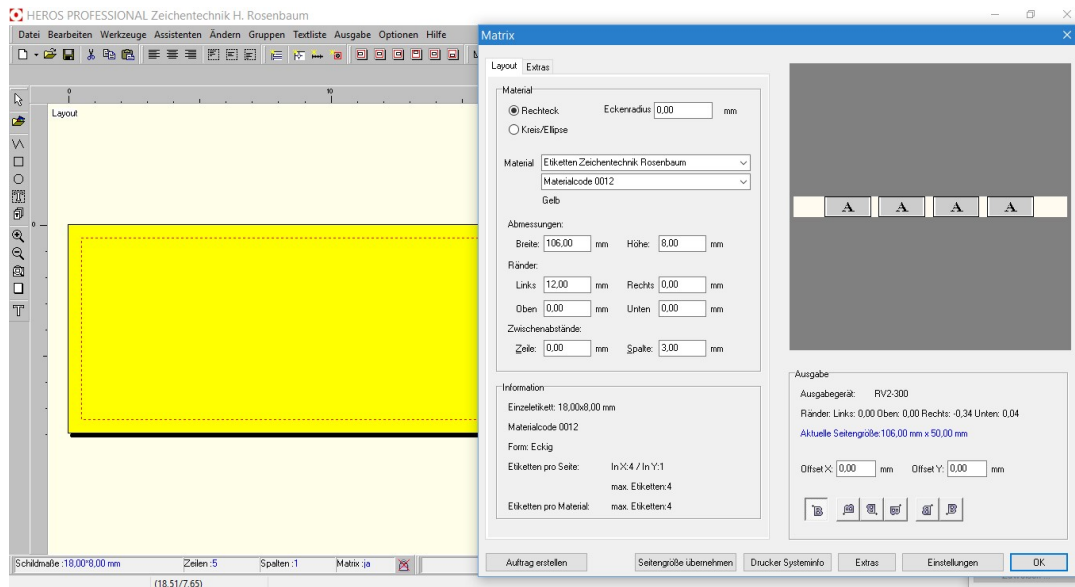 HEROS PROFESSIONAL Zeichentechnik H. Rosenbaum
Datei Bearbeiten Werkzeuge Assistenten Ändern Gruppen Textliste Ausgabe Optionen Hilfe
0 10
Layout
0
Schildmaße :18,00*8,00 mm Zeilen :5 Spalten :1 Matrix :ja
(18,51/7,65)
Matrix
Layout Extras
Material
Rechteck Eckenradius 0,00 mm
Kreis/Ellipse
Material Etiketten Zeichentechnik Rosenbaum
Materialcode 0012
Gelb
Abmessungen:
Breite: 106,00 mm Höhe: 8,00 mm
Ränder:
Links 12,00 mm Rechts 0,00 mm
Oben 0,00 mm Unten 0,00 mm
Zwischenabstände:
Zeile: 0,00 mm Spalte: 3,00 mm
Information
Einzeletikett: 18,00x8,00 mm
Materialcode 0012
Form: Eckig
Etiketten pro Seite: In X:4 / In Y:1
max. Etiketten:4
Etiketten pro Material: max. Etiketten:4
A A A A
Ausgabe
Ausgabegerät: RV2-300
Ränder: Links: 0,00 Oben: 0,00 Rechts: -0,34 Unten: 0,04
Aktuelle Seitengröße:106,00 mm x 50,00 mm
Offset X: 0,00 mm Offset Y: 0,00 mm
Auftrag erstellen Seitengröße übernehmen Drucker Systeminfo Extras Einstellungen OK